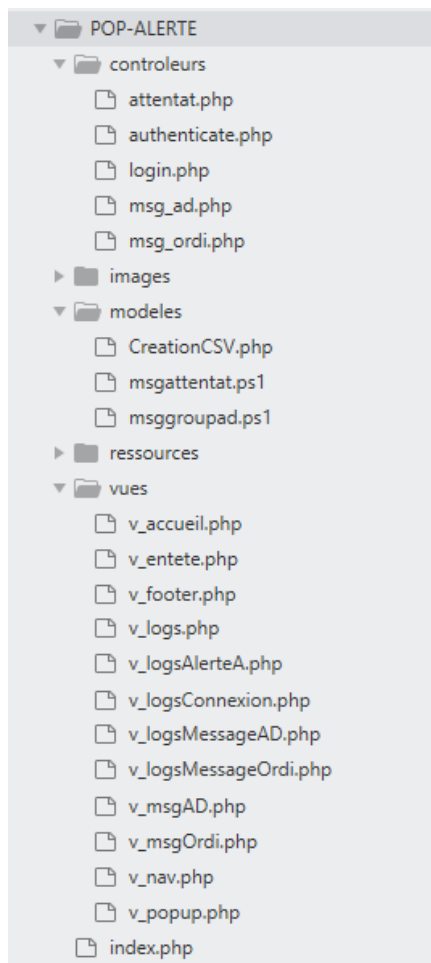 POP-ALERTE
controleurs
attentat.php
authenticate.php
login.php
msg_ad.php
msg_ordi.php
images
modeles
CreationCSV.php
msgattentat.ps1
msggroupad.ps1
ressources
vues
v_accueil.php
v_entete.php
v_footer.php
v_logs.php
v_logsAlerteA.php
v_logsConnexion.php
v_logsMessageAD.php
v_logsMessageOrdi.php
v_msgAD.php
v_msgOrdi.php
v_nav.php
v_popup.php
index.php